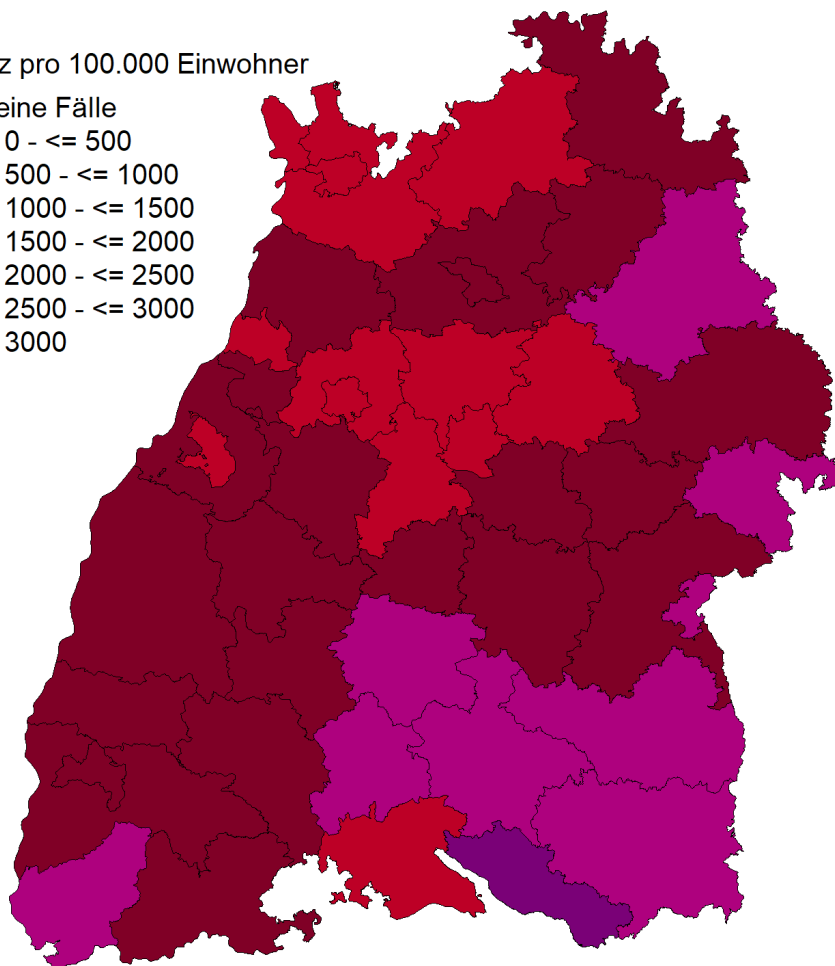 z pro 100.000 Einwohner
eine Fälle
0 - <= 500
500 - <= 1000
1000 - <= 1500
1500 - <= 2000
2000 - <= 2500
2500 - <= 3000
3000